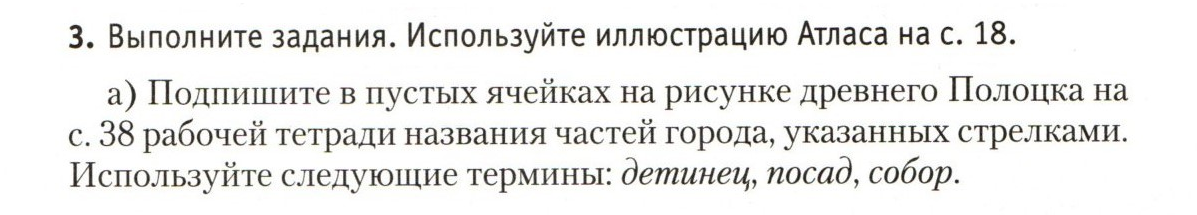 3. Выполните задания. Используйте иллюстрацию Атласа на с. 18.
а) Подпишите в пустых ячейках на рисунке древнего Полоцка на
с. 38 рабочей тетради названия частей города, указанных стрелками.
Используйте следующие термины: детинец, посад, собор.